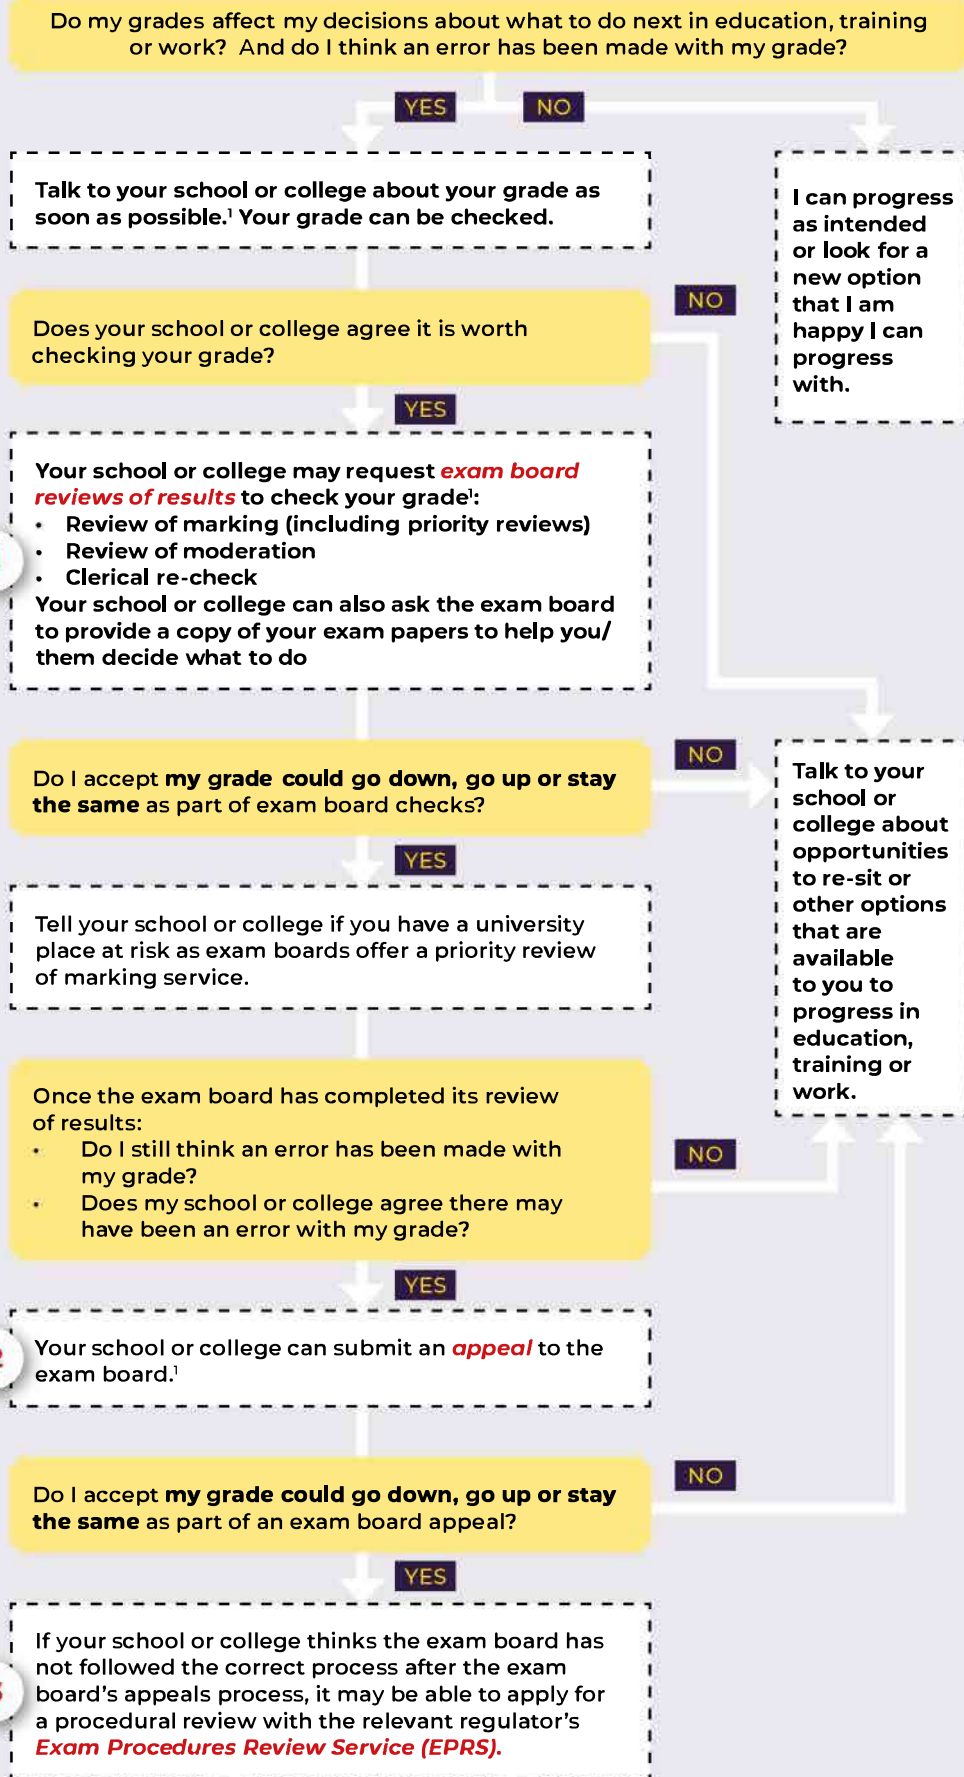 Do my grades affect my decisions about what to do next in education, training
or work? And do I think an error has been made with my grade?
YES
NO
Talk to your school or college about your grade as
soon as possible.¹ Your grade can be checked.
I can progress
as intended
or look for a
new option
that I am
happy I can
progress
with.
Does your school or college agree it is worth
checking your grade?
NO
YES
Your school or college may request exam board
reviews of results to check your grade¹:
• Review of marking (including priority reviews)
• Review of moderation
• Clerical re-check
Your school or college can also ask the exam board
to provide a copy of your exam papers to help you/
them decide what to do
Do I accept my grade could go down, go up or stay
the same as part of exam board checks?
NO
YES
Talk to your
school or
college about
opportunities
to re-sit or
other options
that are
available
to you to
progress in
education,
training or
work.
Tell your school or college if you have a university
place at risk as exam boards offer a priority review
of marking service.
Once the exam board has completed its review
of results:
• Do I still think an error has been made with
my grade?
• Does my school or college agree there may
have been an error with my grade?
NO
YES
2
Your school or college can submit an appeal to the
exam board.¹
Do I accept my grade could go down, go up or stay
the same as part of an exam board appeal?
NO
YES
3
If your school or college thinks the exam board has
not followed the correct process after the exam
board's appeals process, it may be able to apply for
a procedural review with the relevant regulator's
Exam Procedures Review Service (EPRS).